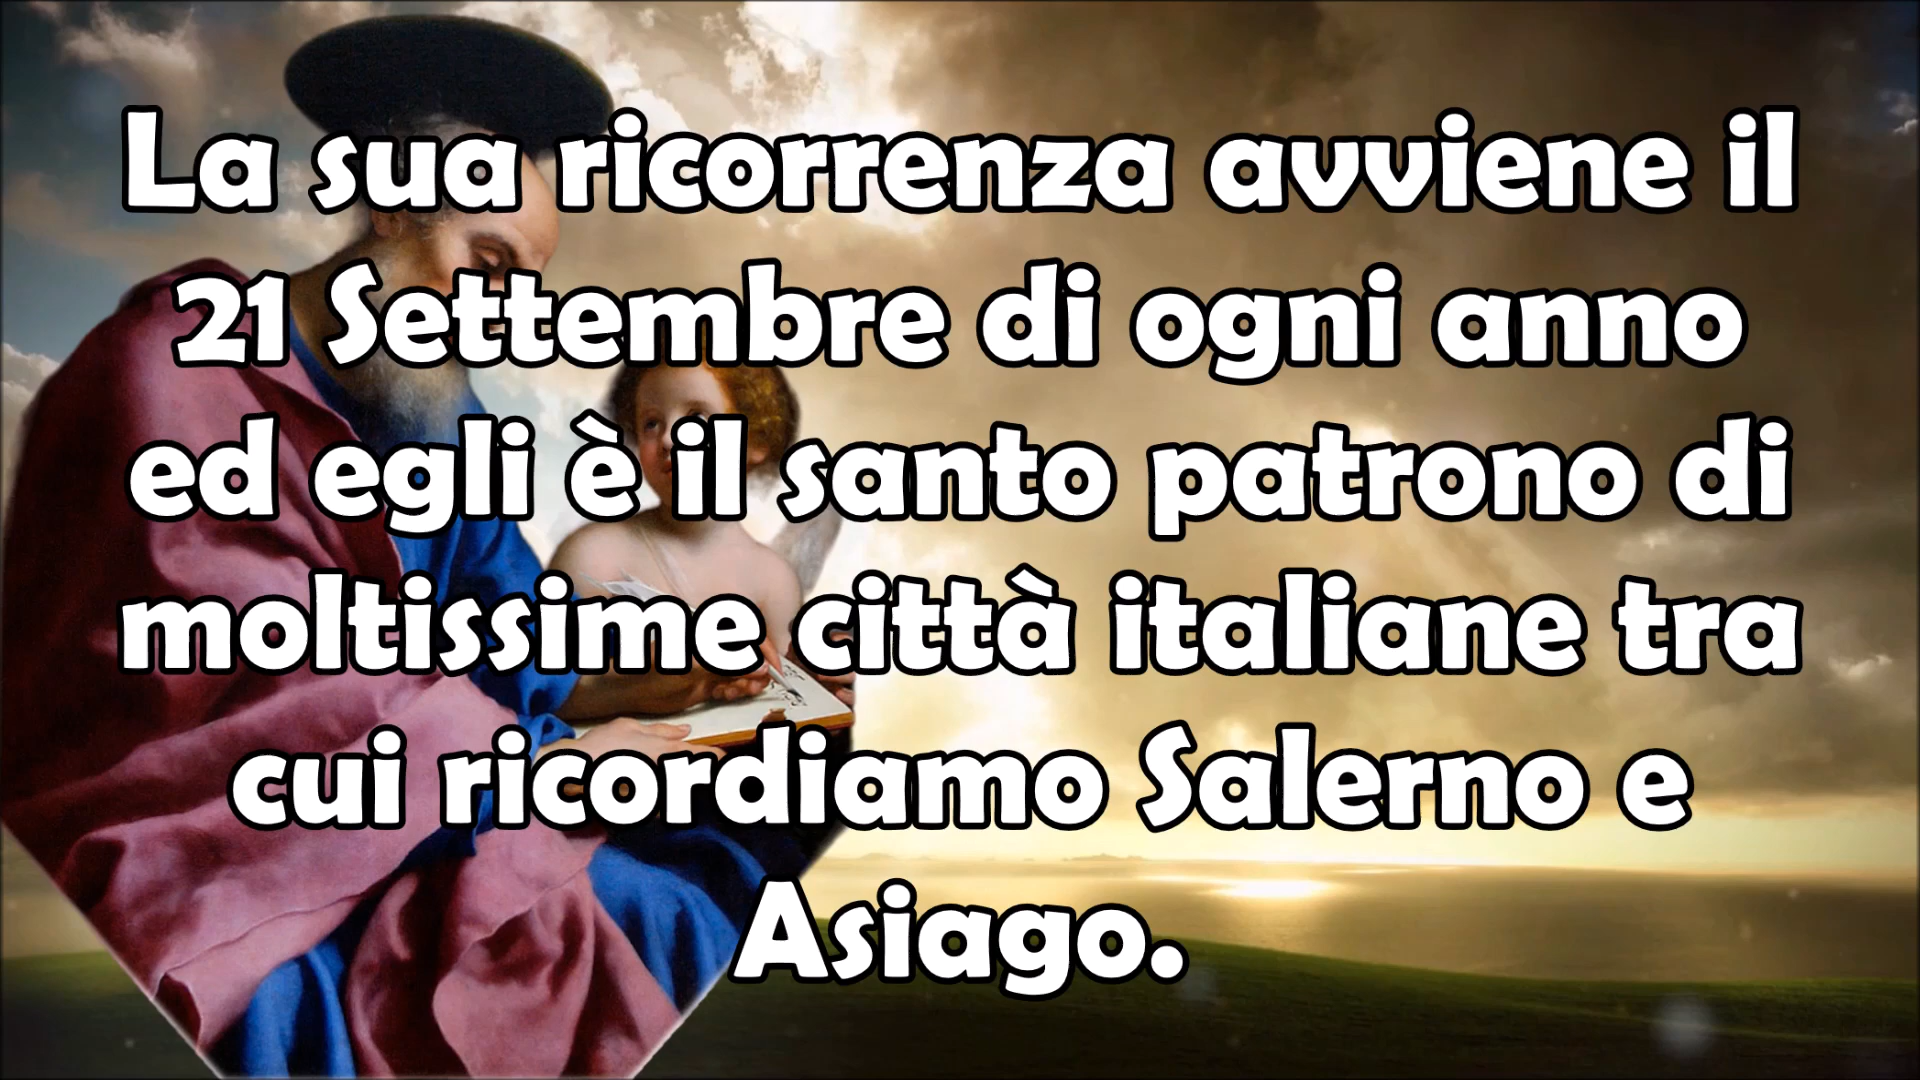 La sua ricorrenza avviene il
21 Settembre di ogni anno
ed egli è il santo patrono di
moltissime città italiane tra
cui ricordiamo Salerno e
Asiago.